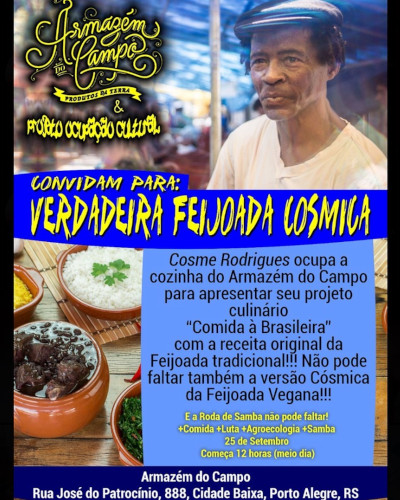 Armazém
DO
Campo
PRODUTOS DA TERRA
&
PROJETO OCUPAÇÃO CULTURAL
CONVIDAM PARA:
VERDADEIRA FEIJOADA COSMICA
Cosme Rodrigues ocupa a
cozinha do Armazém do Campo
para apresentar seu projeto
culinário
“Comida à Brasileira”
com a receita original da
Feijoada tradicional!!! Não pode
faltar também a versão Cósmica
da Feijoada Vegana!!!
E a Roda de Samba não pode faltar!
+Comida +Luta +Agroecologia +Samba
25 de Setembro
Começa 12 horas (meio dia)
Armazém do Campo
Rua José do Patrocínio, 888, Cidade Baixa, Porto Alegre, RS